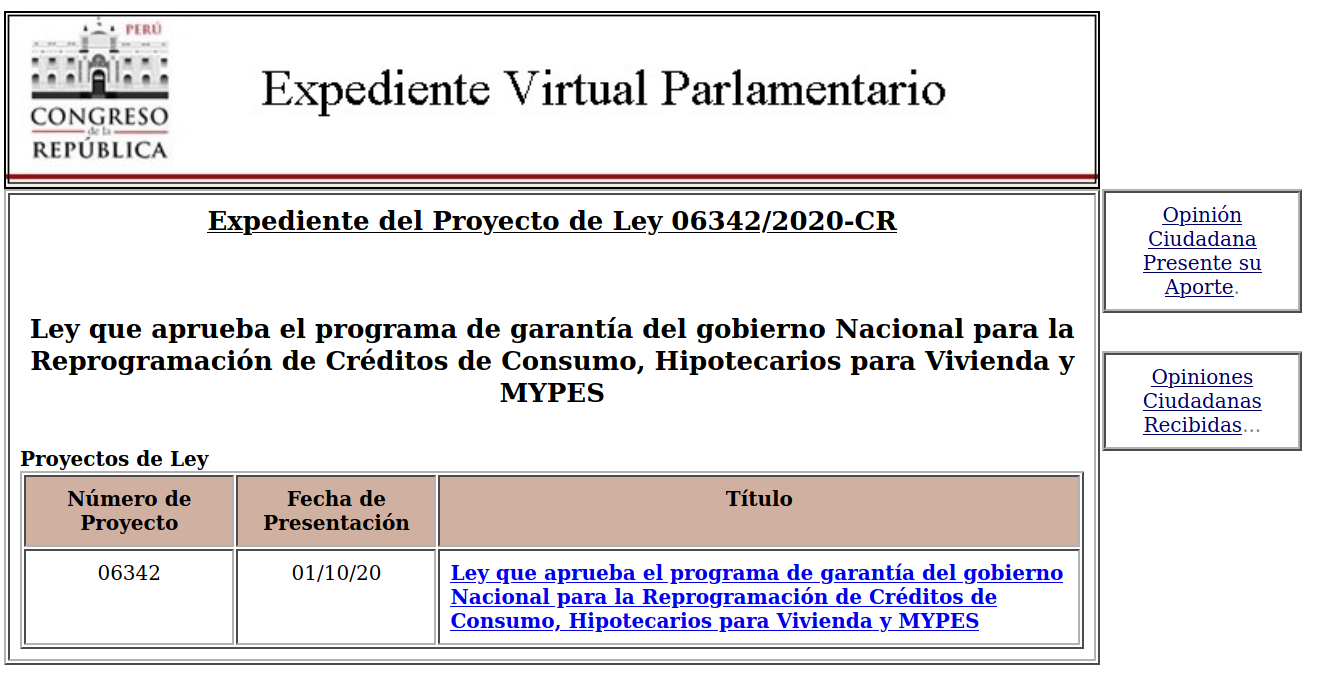 PERÚ
CONGRESO
de la
REPÚBLICA
Expediente Virtual Parlamentario
Expediente del Proyecto de Ley 06342/2020-CR
Ley que aprueba el programa de garantía del gobierno Nacional para la
Reprogramación de Créditos de Consumo, Hipotecarios para Vivienda y
MYPES
Proyectos de Ley
Número de
Proyecto
Fecha de
Presentación
Título
06342
01/10/20
Ley que aprueba el programa de garantía del gobierno
Nacional para la Reprogramación de Créditos de
Consumo, Hipotecarios para Vivienda y MYPES
Opinión
Ciudadana
Presente su
Aporte.
Opiniones
Ciudadanas
Recibidas...